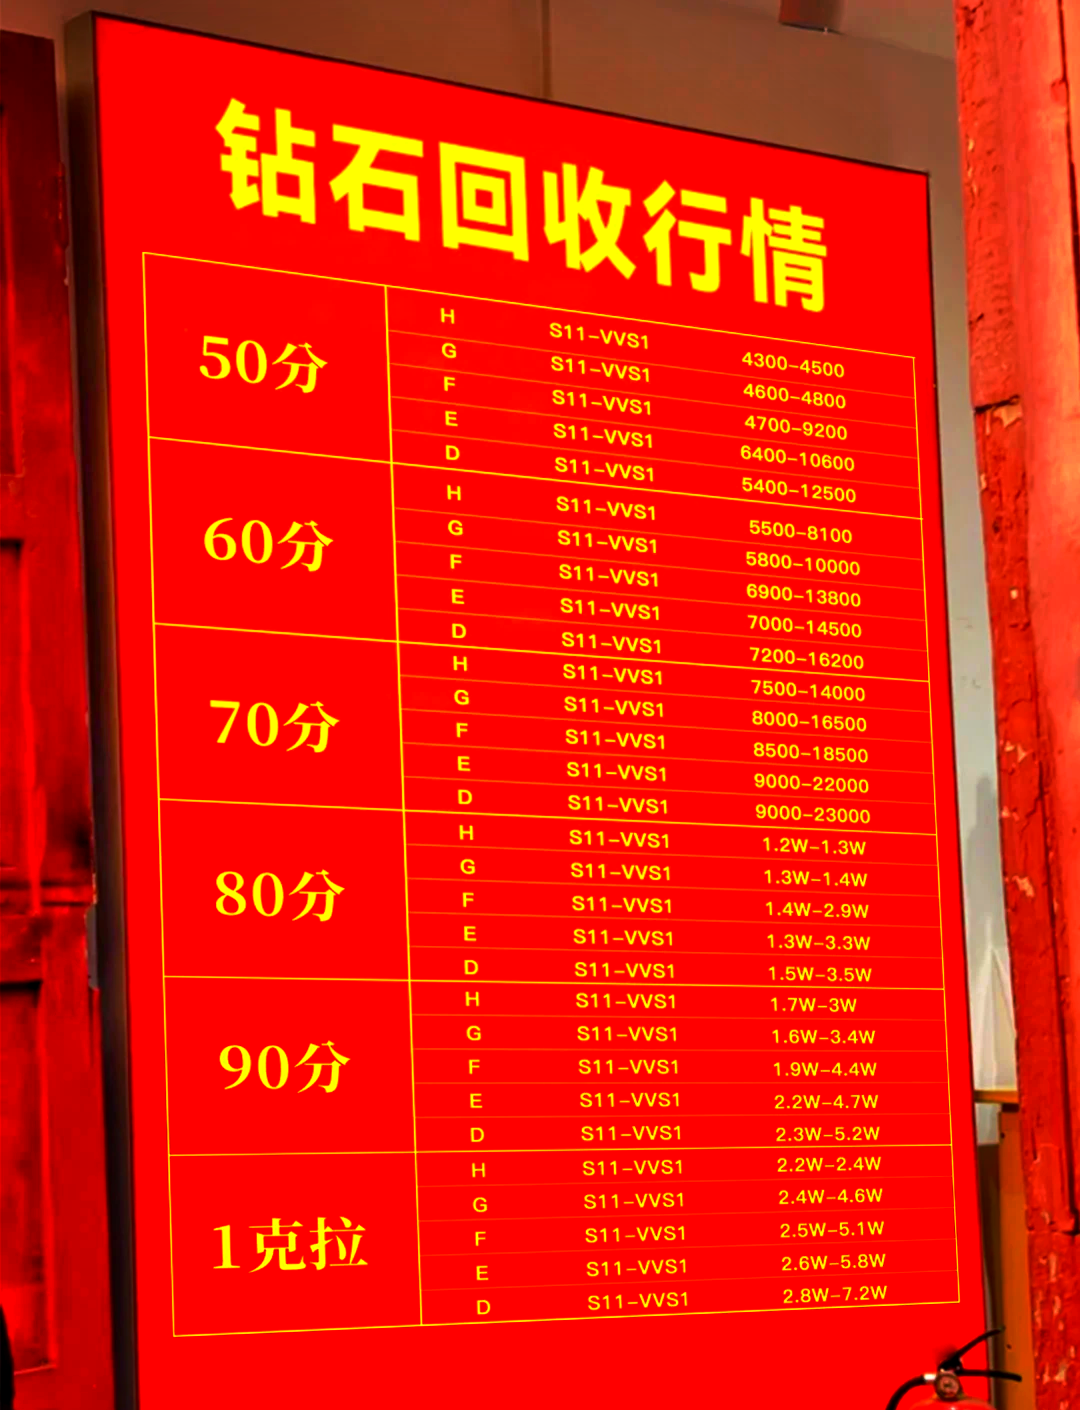 钻石回收行情
50分
H S11-VVS1 4300-4500
G S11-VVS1 4600-4800
F S11-VVS1 4700-9200
E S11-VVS1 6400-10600
D S11-VVS1 5400-12500
60分
H S11-VVS1 5500-8100
G S11-VVS1 5800-10000
F S11-VVS1 6900-13800
E S11-VVS1 7000-14500
D S11-VVS1 7200-16200
70分
H S11-VVS1 7500-14000
G S11-VVS1 8000-16500
F S11-VVS1 8500-18500
E S11-VVS1 9000-22000
D S11-VVS1 9000-23000
80分
H S11-VVS1 1.2W-1.3W
G S11-VVS1 1.3W-1.4W
F S11-VVS1 1.4W-2.9W
E S11-VVS1 1.3W-3.3W
D S11-VVS1 1.5W-3.5W
90分
H S11-VVS1 1.7W-3W
G S11-VVS1 1.6W-3.4W
F S11-VVS1 1.9W-4.4W
E S11-VVS1 2.2W-4.7W
D S11-VVS1 2.3W-5.2W
1克拉
H S11-VVS1 2.2W-2.4W
G S11-VVS1 2.4W-4.6W
F S11-VVS1 2.5W-5.1W
E S11-VVS1 2.6W-5.8W
D S11-VVS1 2.8W-7.2W